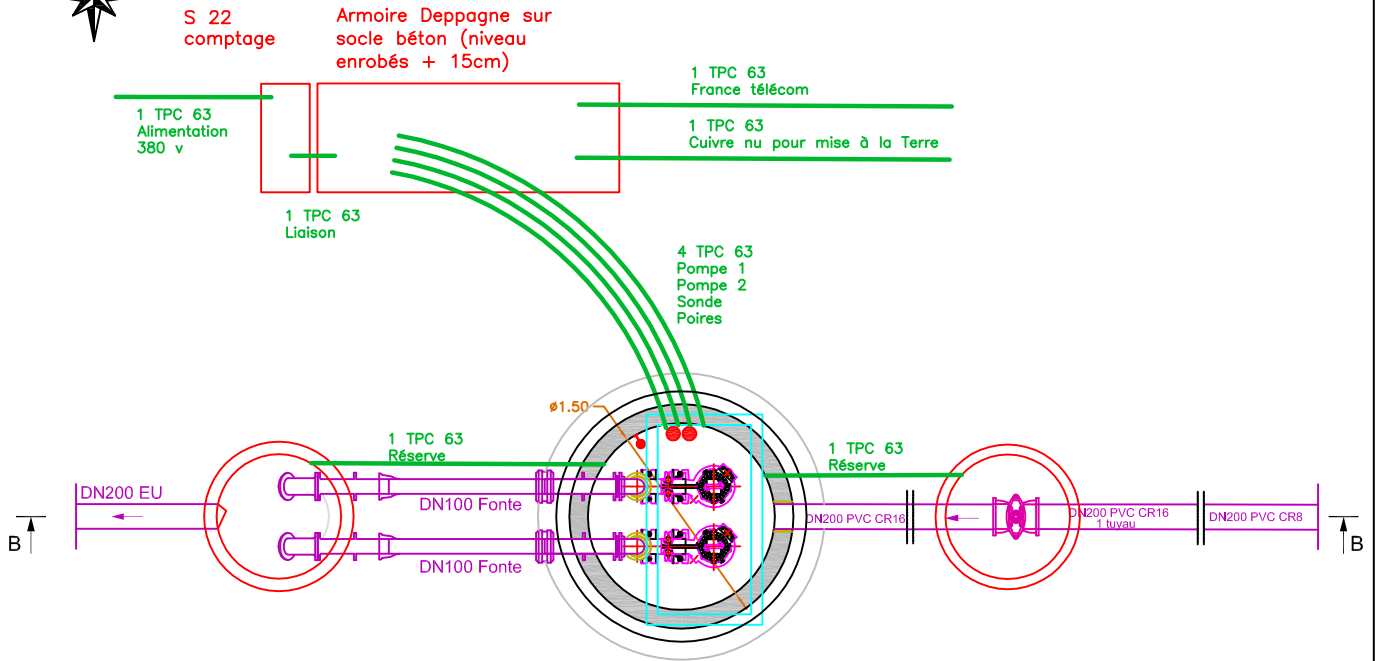 S 22
comptage
Armoire Deppagne sur
socle béton (niveau
enrobés + 15cm)
1 TPC 63
France télécom
1 TPC 63
Alimentation
380 v
1 TPC 63
Cuivre nu pour mise à la Terre
1 TPC 63
Liaison
4 TPC 63
Pompe 1
Pompe 2
Sonde
Poires
ø1.50
1 TPC 63
Réserve
1 TPC 63
Réserve
DN200 EU
DN100 Fonte
DN200 PVC CR16
DN200 PVC CR16
1 tuyau
DN200 PVC CR8
B
B
DN100 Fonte